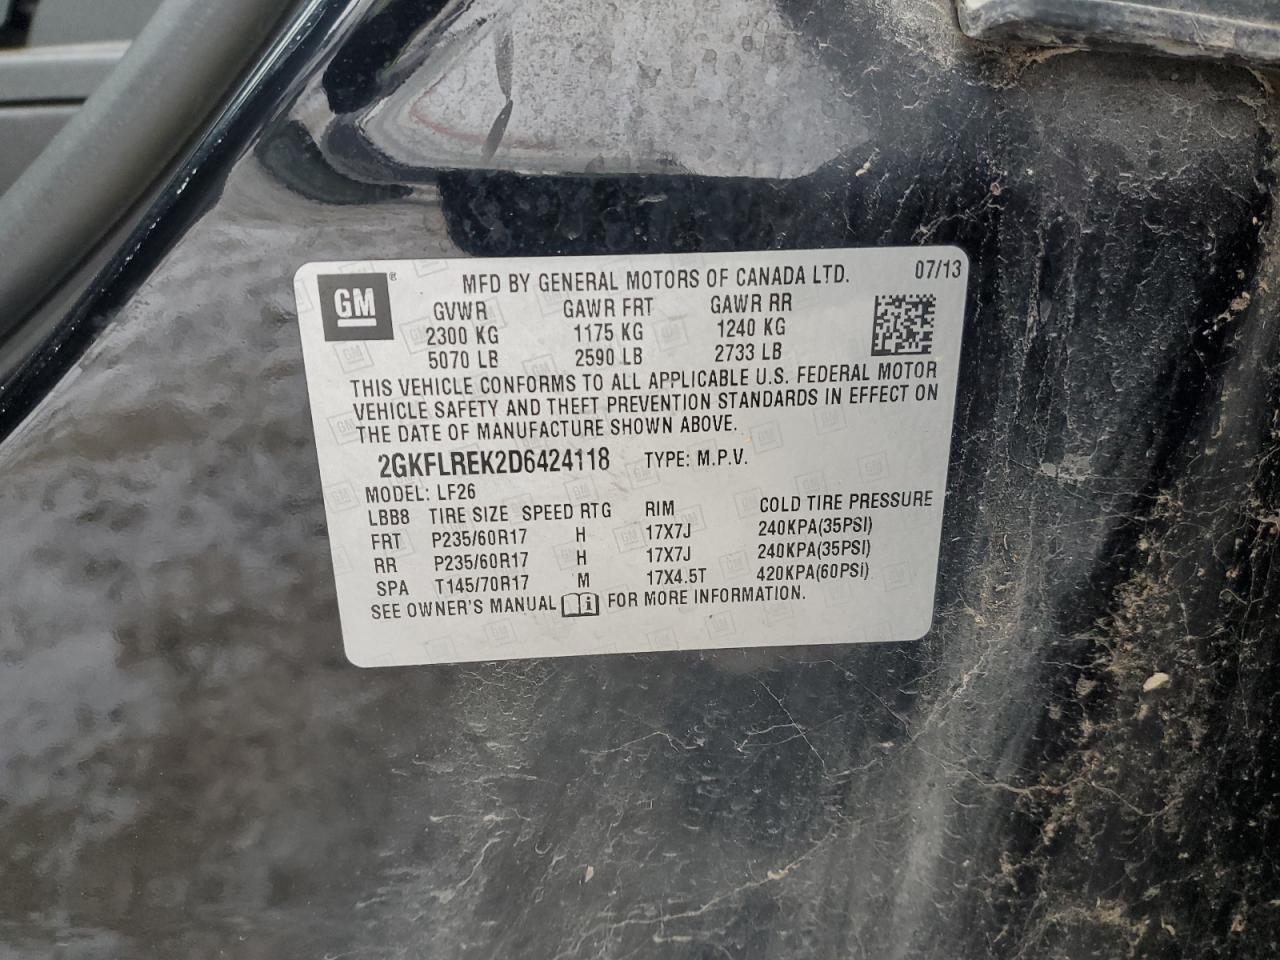 GM ® MFD BY GENERAL MOTORS OF CANADA LTD. 07/13
GVWR GAWR FRT GAWR RR
2300 KG 1175 KG 1240 KG
5070 LB 2590 LB 2733 LB
THIS VEHICLE CONFORMS TO ALL APPLICABLE U.S. FEDERAL MOTOR
VEHICLE SAFETY AND THEFT PREVENTION STANDARDS IN EFFECT ON
THE DATE OF MANUFACTURE SHOWN ABOVE.
2GKFLREK2D6424118 TYPE: M.P.V.
MODEL: LF26
LBB8 TIRE SIZE SPEED RTG RIM COLD TIRE PRESSURE
FRT P235/60R17 H 17X7J 240KPA(35PSI)
RR P235/60R17 H 17X7J 240KPA(35PSI)
SPA T145/70R17 M 17X4.5T 420KPA(60PSi)
SEE OWNER'S MANUAL i FOR MORE INFORMATION.